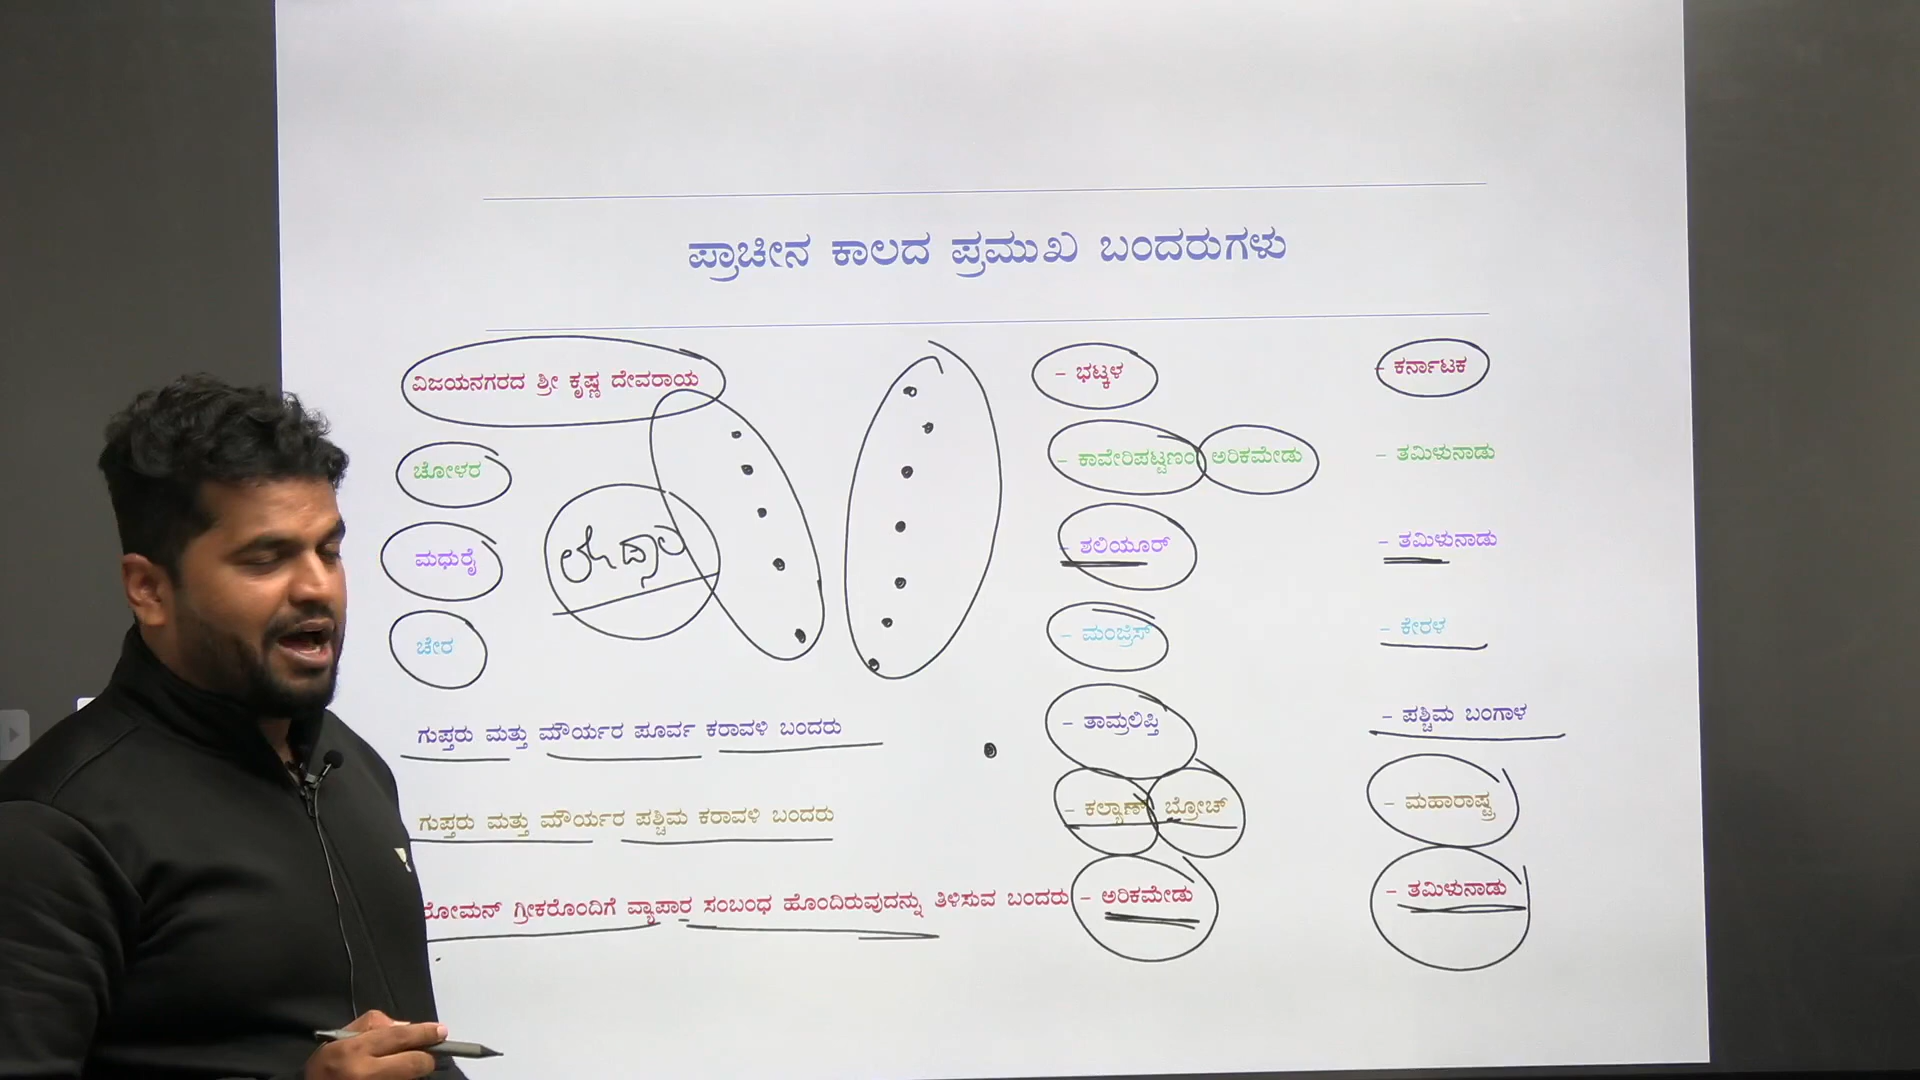 ಪ್ರಾಚೀನ ಕಾಲದ ಪ್ರಮುಖ ಬಂದರುಗಳು
ವಿಜಯನಗರದ ಶ್ರೀ ಕೃಷ್ಣ ದೇವರಾಯ – ಭಟ್ಕಳ – ಕರ್ನಾಟಕ
ಚೋಳರ – ಕಾವೇರಿಪಟ್ಟಣಂ ಅರಿಕಮೇಡು – ತಮಿಳುನಾಡು
ಮಧುರೈ – ಶಲಿಯೂರ್ – ತಮಿಳುನಾಡು
ಚೇರ – ಮಂಜ್ರಿಸ್ – ಕೇರಳ
ಗುಪ್ತರು ಮತ್ತು ಮೌರ್ಯರ ಪೂರ್ವ ಕರಾವಳಿ ಬಂದರು – ತಾಮ್ರಲಿಪ್ತಿ – ಪಶ್ಚಿಮ ಬಂಗಾಳ
ಗುಪ್ತರು ಮತ್ತು ಮೌರ್ಯರ ಪಶ್ಚಿಮ ಕರಾವಳಿ ಬಂದರು – ಕಲ್ಯಾಣ್ ಬ್ರೋಚ್ – ಮಹಾರಾಷ್ಟ್ರ
ರೋಮನ್ ಗ್ರೀಕರೊಂದಿಗೆ ವ್ಯಾಪಾರ ಸಂಬಂಧ ಹೊಂದಿರುವುದನ್ನು ತಿಳಿಸುವ ಬಂದರು – ಅರಿಕಮೇಡು – ತಮಿಳುನಾಡು